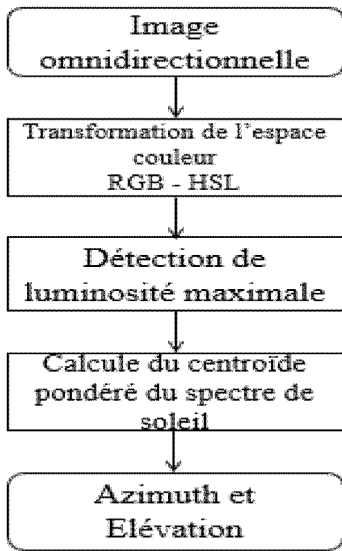 Image
omnidirectionnelle
Transformation de l'espace
couleur
RGB - HSL
Détection de
luminosité maximale
Calcule du centroïde
pondéré du spectre de
soleil
Azimuth et
Elévation